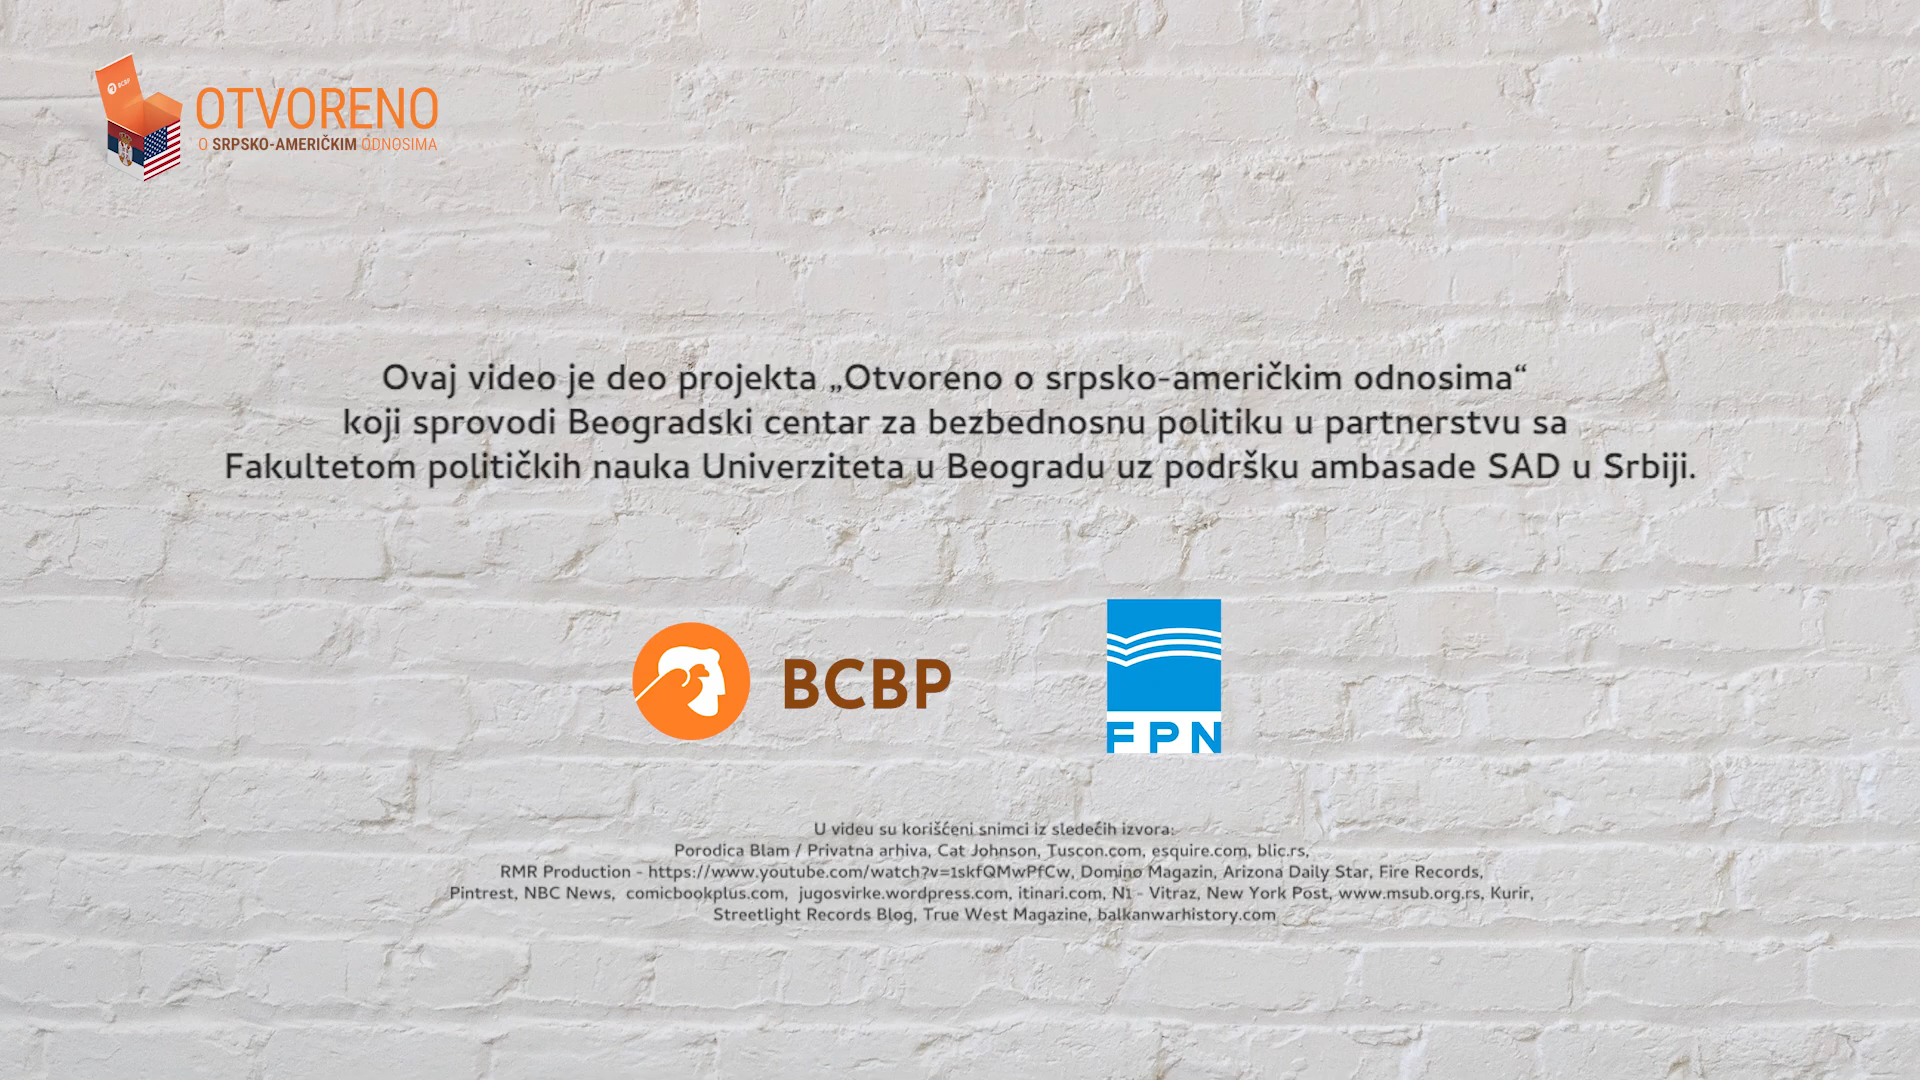 BCBP
OTVORENO
O SRPSKO-AMERIČKIM ODNOSIMA
Ovaj video je deo projekta „Otvoreno o srpsko-američkim odnosima“
koji sprovodi Beogradski centar za bezbednosnu politiku u partnerstvu sa
Fakultetom političkih nauka Univerziteta u Beogradu uz podršku ambasade SAD u Srbiji.
BCBP
FPN
U videu su korišćeni snimci iz sledećih izvora:
Porodica Blam / Privatna arhiva, Cat Johnson, Tuscon.com, esquire.com, blic.rs,
RMR Production - https://www.youtube.com/watch?v=1skfQMwPfCw, Domino Magazin, Arizona Daily Star, Fire Records,
Pintrest, NBC News, comicbookplus.com, jugosvirke.wordpress.com, itinari.com, N1 - Vitraz, New York Post, www.msub.org.rs, Kurir,
Streetlight Records Blog, True West Magazine, balkanwarhistory.com